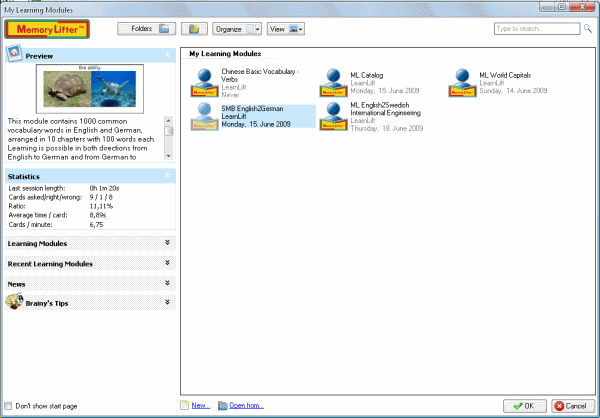 My Learning Modules
MemoryLifter™
Folders
Organize
View
Type to search...
Preview
the ability
This module contains 1000 common
vocabulary words in English and German,
arranged in 10 chapters with 100 words each.
Learning is possible in both directions from
English to German and from German to
Statistics
Last session length: 0h 1m 20s
Cards asked/right/wrong: 9 / 1 / 8
Ratio: 11,11%
Average time / card: 8,89s
Cards / minute: 6,75
Learning Modules
Recent Learning Modules
News
Brainy's Tips
Don't show start page
My Learning Modules
Chinese Basic Vocabulary -
Verbs
LearnLift
Never
ML Catalog
LearnLift
Monday, 15. June 2009
ML World Capitals
LearnLift
Sunday, 14. June 2009
SMB English2German
LearnLift
Monday, 15. June 2009
ML English2Swedish
International Engineering
LearnLift
Thursday, 18. June 2009
New...
Open from...
OK
Cancel